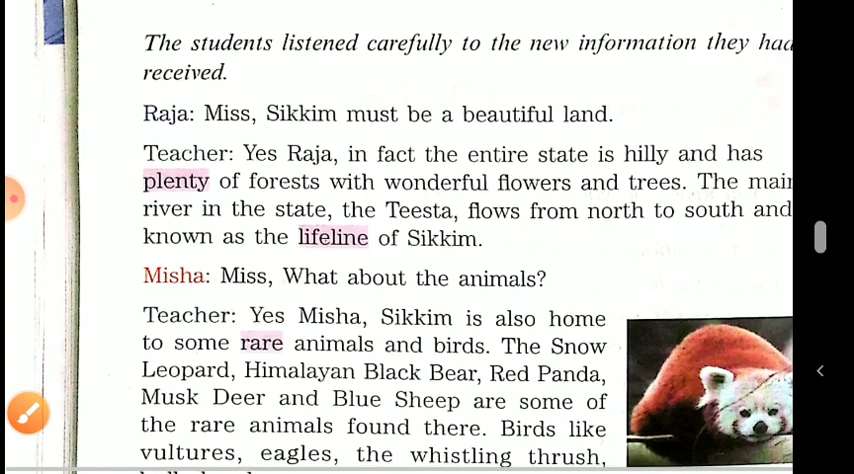 The students listened carefully to the new information they had
received.
Raja: Miss, Sikkim must be a beautiful land.
Teacher: Yes Raja, in fact the entire state is hilly and has
plenty of forests with wonderful flowers and trees. The main
river in the state, the Teesta, flows from north to south and
known as the lifeline of Sikkim.
Misha: Miss, What about the animals?
Teacher: Yes Misha, Sikkim is also home
to some rare animals and birds. The Snow
Leopard, Himalayan Black Bear, Red Panda,
Musk Deer and Blue Sheep are some of
the rare animals found there. Birds like
vultures, eagles, the whistling thrush,